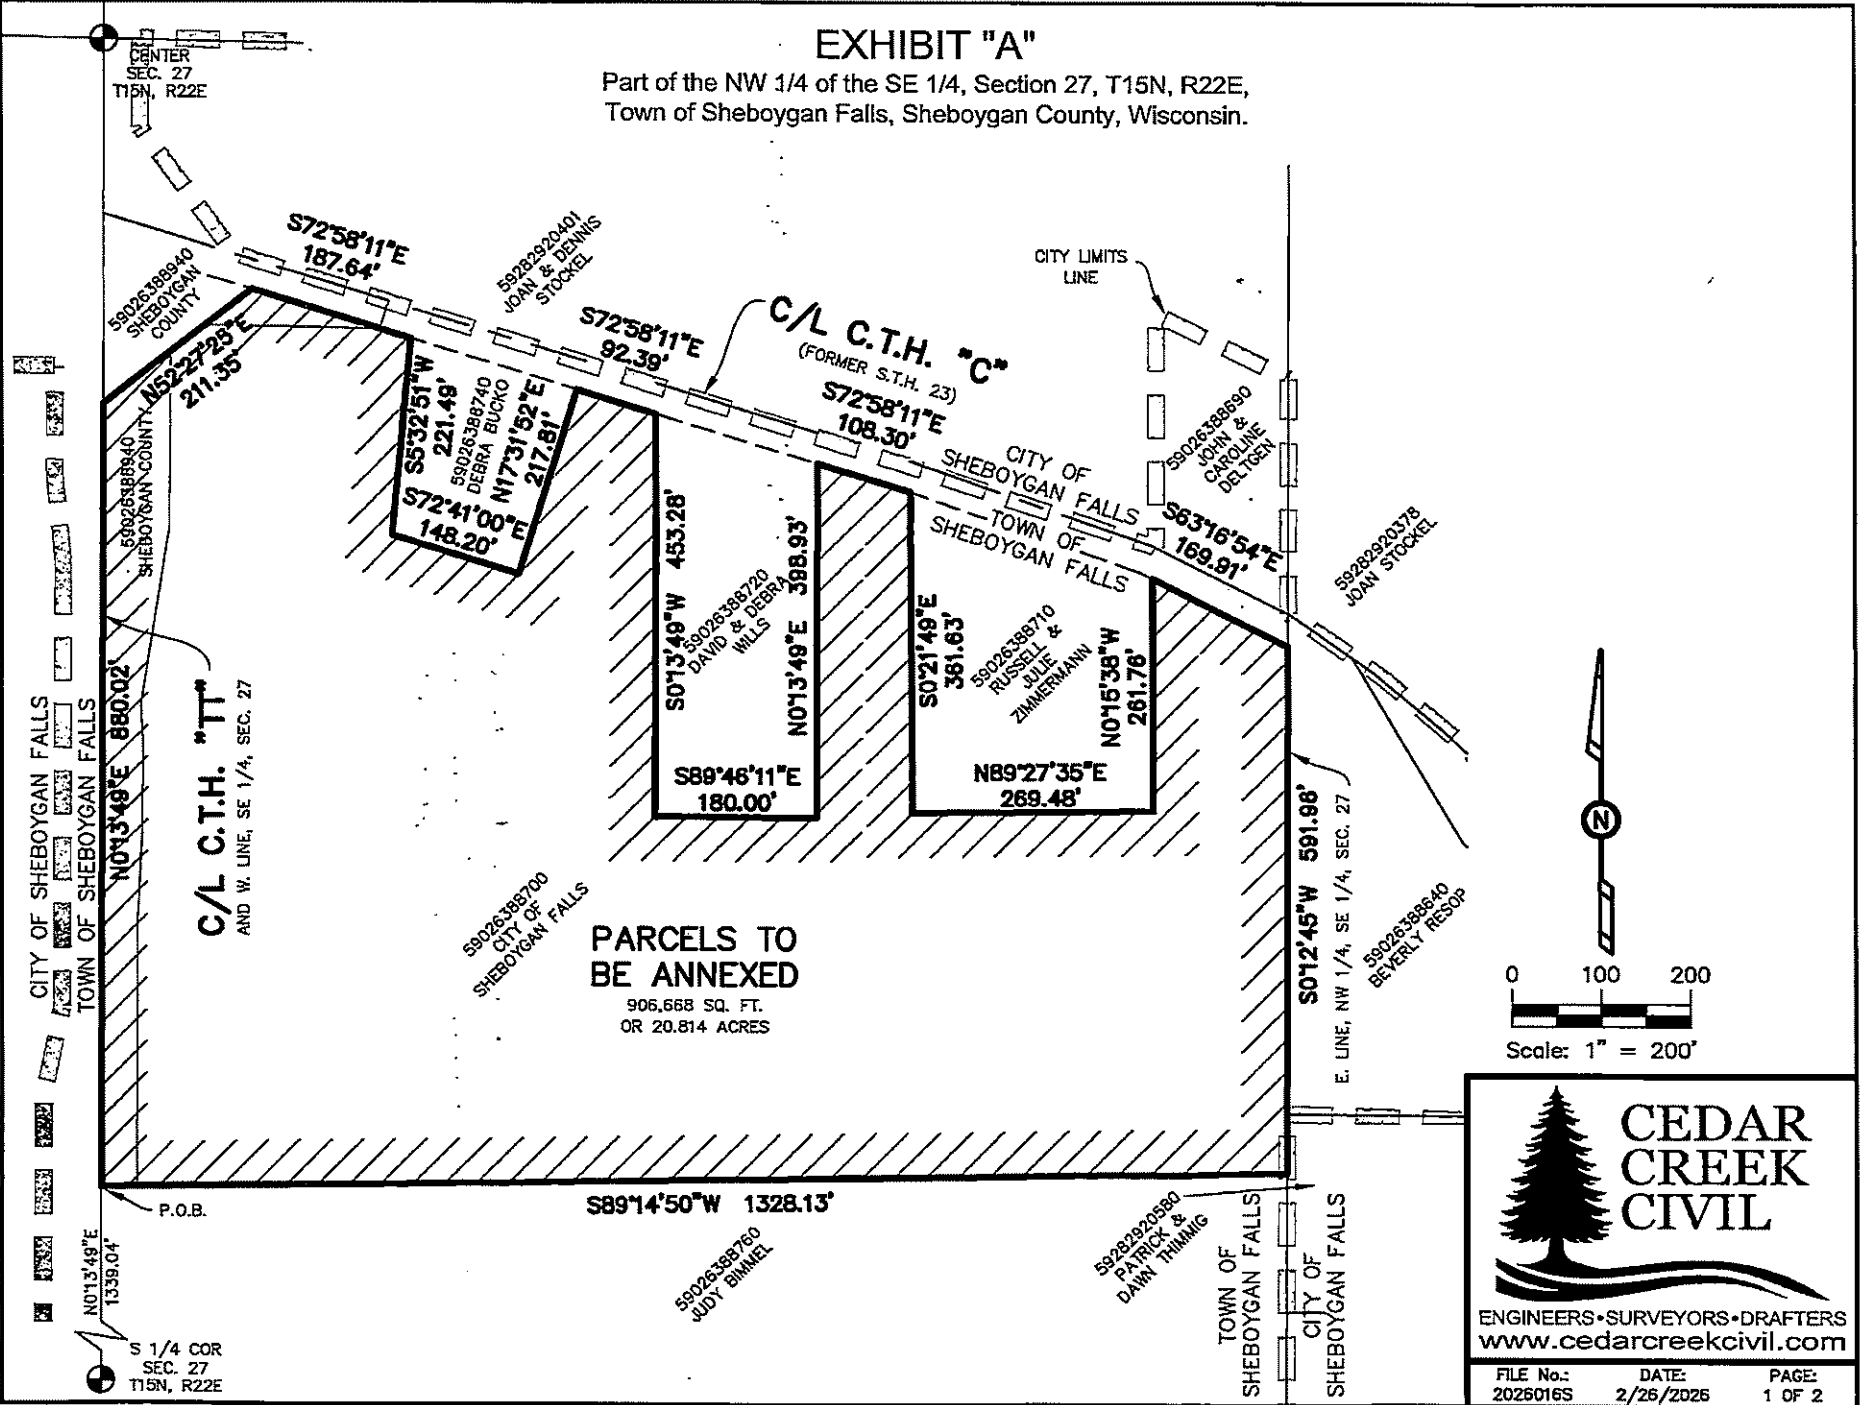 EXHIBIT "A"
Part of the NW 1/4 of the SE 1/4, Section 27, T15N, R22E,
Town of Sheboygan Falls, Sheboygan County, Wisconsin.
CENTER
SEC. 27
T15N, R22E
S72°58'11"E
187.64'
59282920401
JOAN & DENNIS
STOCKEL
59026388940
SHEBOYGAN
COUNTY
N52°27'25"E
211.35'
S72°58'11"E
92.39'
C/L C.T.H. "C"
(FORMER S.T.H. 23)
S72°58'11"E
108.30'
CITY LIMITS
LINE
59026388690
JOHN &
CAROLINE
DELTGEN
CITY OF
SHEBOYGAN FALLS
TOWN OF
SHEBOYGAN FALLS
S63°16'54"E
169.91'
59282920378
JOAN STOCKEL
59026388940
SHEBOYGAN COUNTY
S5°32'51"W
221.49'
59026388740
DEBRA BUCKO
N17°31'52"E
217.81'
S72°41'00"E
148.20'
S0°13'49"W 453.28'
59026388720
DAVID & DEBRA
WILLS
N0°13'49"E 398.93'
S89°46'11"E
180.00'
S0°21'49"E
381.63'
59026388710
RUSSELL &
JULIE
ZIMMERMANN
N0°15'38"W
261.76'
N89°27'35"E
269.48'
CITY OF SHEBOYGAN FALLS
TOWN OF SHEBOYGAN FALLS
N0°13'49"E 880.02'
C/L C.T.H. "TT"
AND W. LINE, SE 1/4, SEC. 27
59026388700
CITY OF
SHEBOYGAN FALLS
PARCELS TO
BE ANNEXED
906,668 SQ. FT.
OR 20.814 ACRES
S0°12'45"W 591.98'
E. LINE, NW 1/4, SE 1/4, SEC. 27
59026388640
BEVERLY RESOP
N
0 100 200
Scale: 1" = 200'
P.O.B.
S89°14'50"W 1328.13'
59026388760
JUDY BIMMEL
59282920580
PATRICK &
DAWN THIMMIG
TOWN OF
SHEBOYGAN FALLS
CITY OF
SHEBOYGAN FALLS
N0°13'49"E
1339.04'
S 1/4 COR
SEC. 27
T15N, R22E
CEDAR
CREEK
CIVIL
ENGINEERS•SURVEYORS•DRAFTERS
www.cedarcreekcivil.com
FILE No.: DATE: PAGE:
2026016S 2/26/2026 1 OF 2